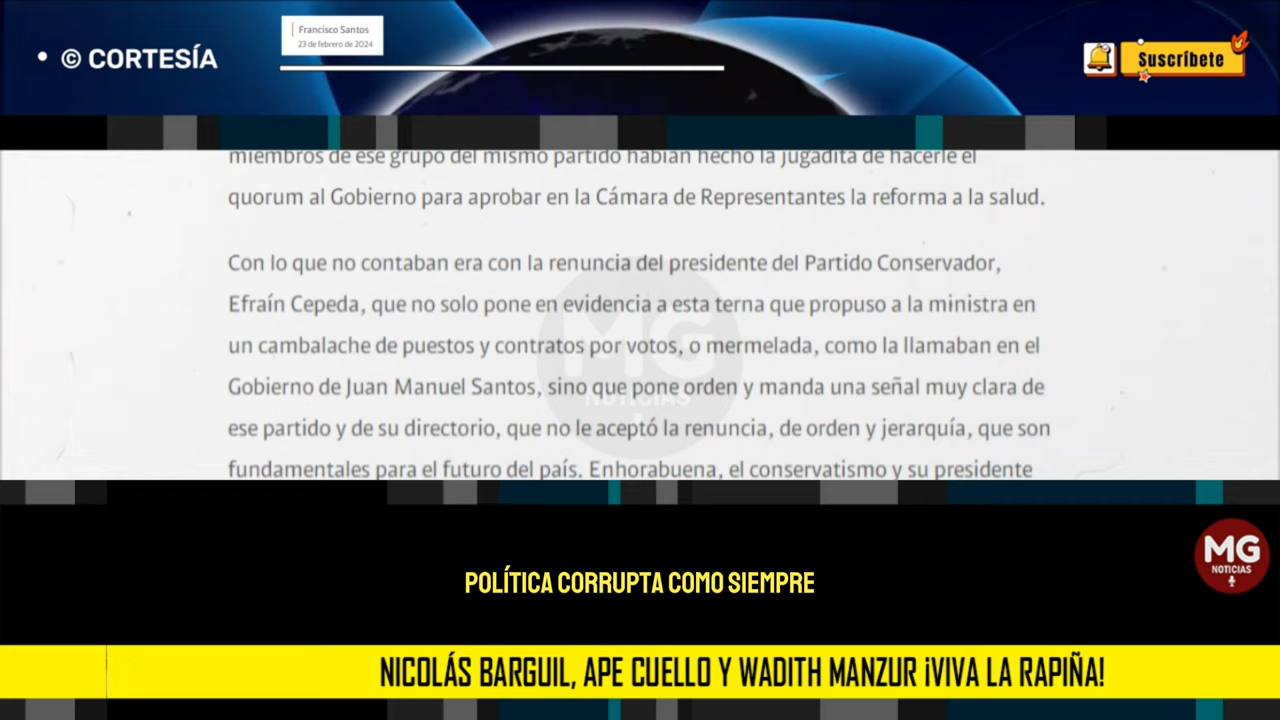 Francisco Santos
23 de febrero de 2024
• © CORTESÍA
Suscríbete
miembros de ese grupo del mismo partido habían hecho la jugadita de hacerle el
quorum al Gobierno para aprobar en la Cámara de Representantes la reforma a la salud.
Con lo que no contaban era con la renuncia del presidente del Partido Conservador,
Efraín Cepeda, que no solo pone en evidencia a esta terna que propuso a la ministra en
un cambalache de puestos y contratos por votos, o mermelada, como la llamaban en el
Gobierno de Juan Manuel Santos, sino que pone orden y manda una señal muy clara de
ese partido y de su directorio, que no le aceptó la renuncia, de orden y jerarquía, que son
fundamentales para el futuro del país. Enhorabuena, el conservatismo y su presidente
MG
NOTICIAS
MG
NOTICIAS
POLÍTICA CORRUPTA COMO SIEMPRE
NICOLÁS BARGUIL, APE CUELLO Y WADITH MANZUR ¡VIVA LA RAPIÑA!